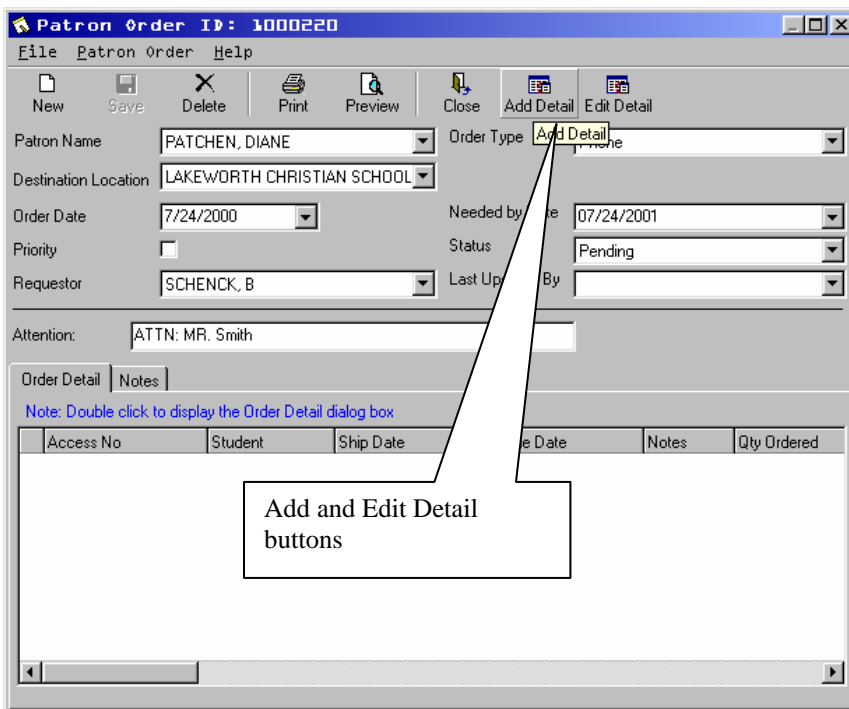 Patron Order ID: 1000220
File Patron Order Help
New Save Delete Print Preview Close Add Detail Edit Detail
Patron Name PATCHEN, DIANE Order Type Add Detail
Destination Location LAKEWORTH CHRISTIAN SCHOOL
Order Date 7/24/2000 Needed by 07/24/2001
Priority Status Pending
Requestor SCHENCK, B Last By
Attention: ATTN: MR. Smith
Order Detail Notes
Note: Double click to display the Order Detail dialog box
Access No Student Ship Date Date Notes Qty Ordered
Add and Edit Detail
buttons